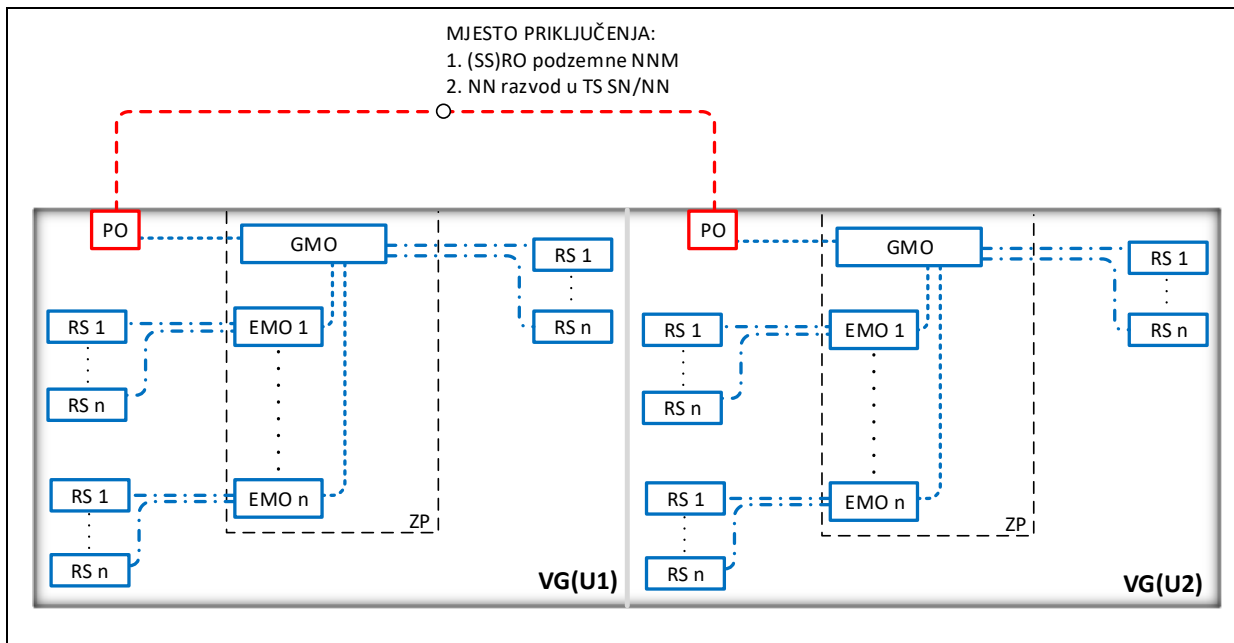 MJESTO PRIKLJUČENJA:
1. (SS)RO podzemne NNM
2. NN razvod u TS SN/NN
PO
GMO
RS 1
RS n
RS 1
EMO 1
RS n
RS 1
EMO n
RS n
ZP
VG(U1)
PO
GMO
RS 1
RS n
RS 1
EMO 1
RS n
RS 1
EMO n
RS n
ZP
VG(U2)